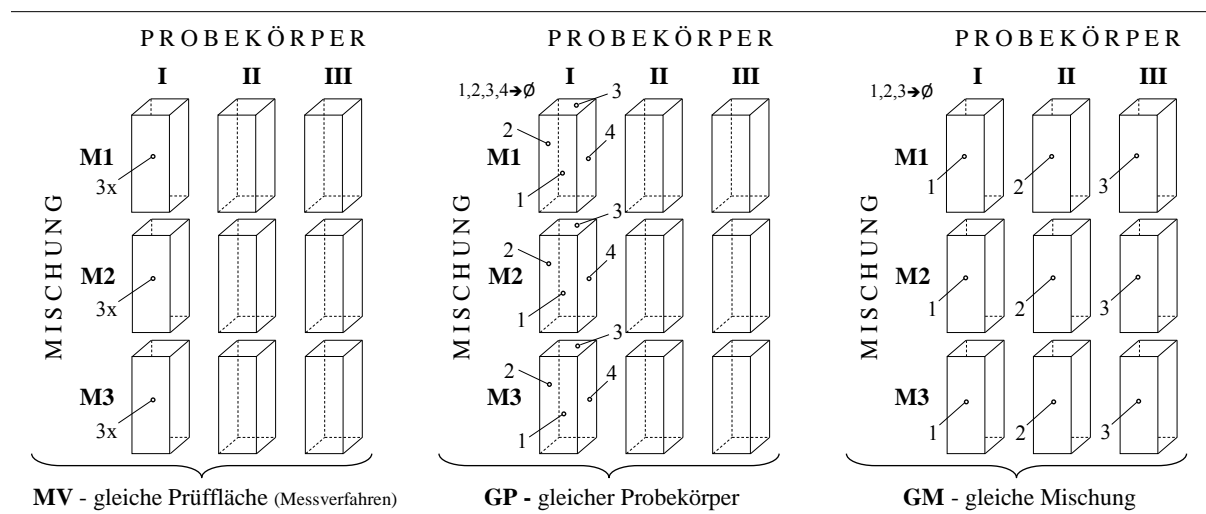 PROBEKÖRPER
I II III
M1
3x
M2
3x
M3
3x
MISCHUNG
MV - gleiche Prüffläche (Messverfahren)
PROBEKÖRPER
I II III
1,2,3,4➔Ø
3
2
4
M1
1
3
2
4
M2
1
3
2
4
M3
1
MISCHUNG
GP - gleicher Probekörper
PROBEKÖRPER
I II III
1,2,3➔Ø
M1
1 2 3
M2
1 2 3
M3
1 2 3
MISCHUNG
GM - gleiche Mischung